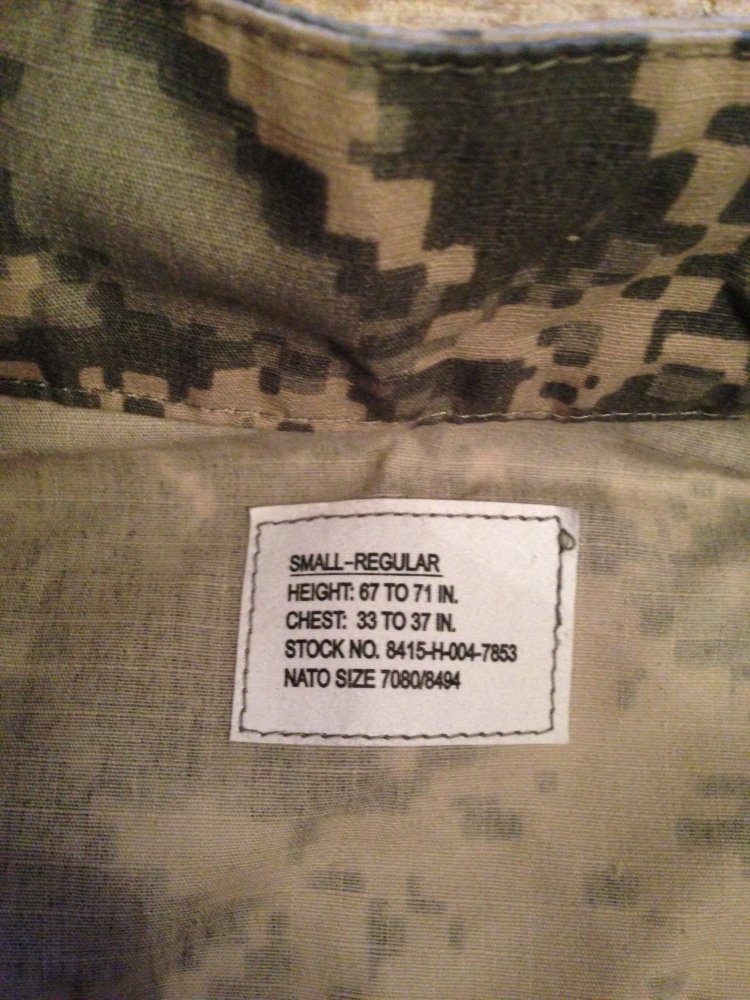 SMALL-REGULAR
HEIGHT: 67 TO 71 IN.
CHEST: 33 TO 37 IN.
STOCK NO. 8415-H-004-7853
NATO SIZE 7080/8494